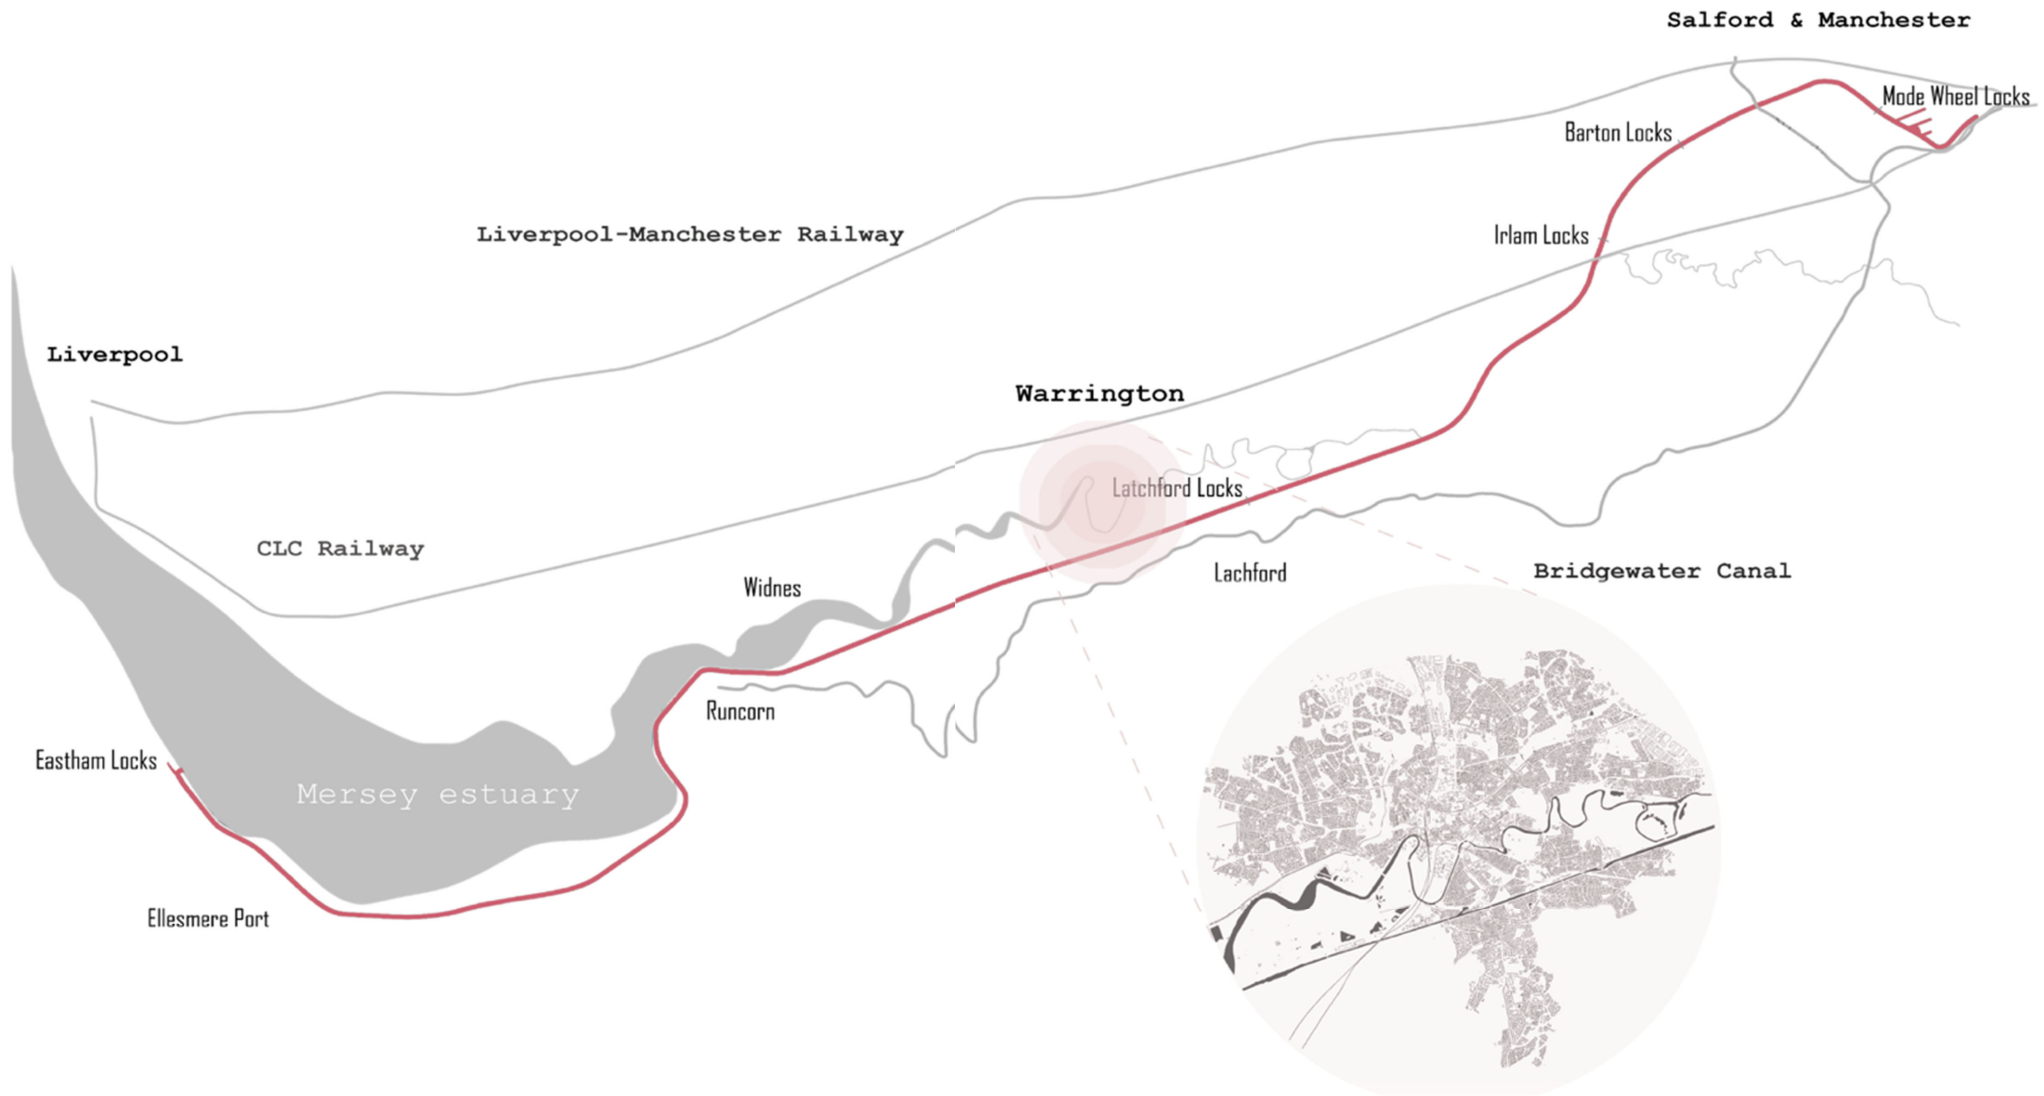 Salford & Manchester
Mode Wheel Locks
Barton Locks
Liverpool-Manchester Railway
Irlam Locks
Liverpool
Warrington
Latchford Locks
CLC Railway
Widnes
Lachford
Bridgewater Canal
Runcorn
Eastham Locks
Mersey estuary
Ellesmere Port